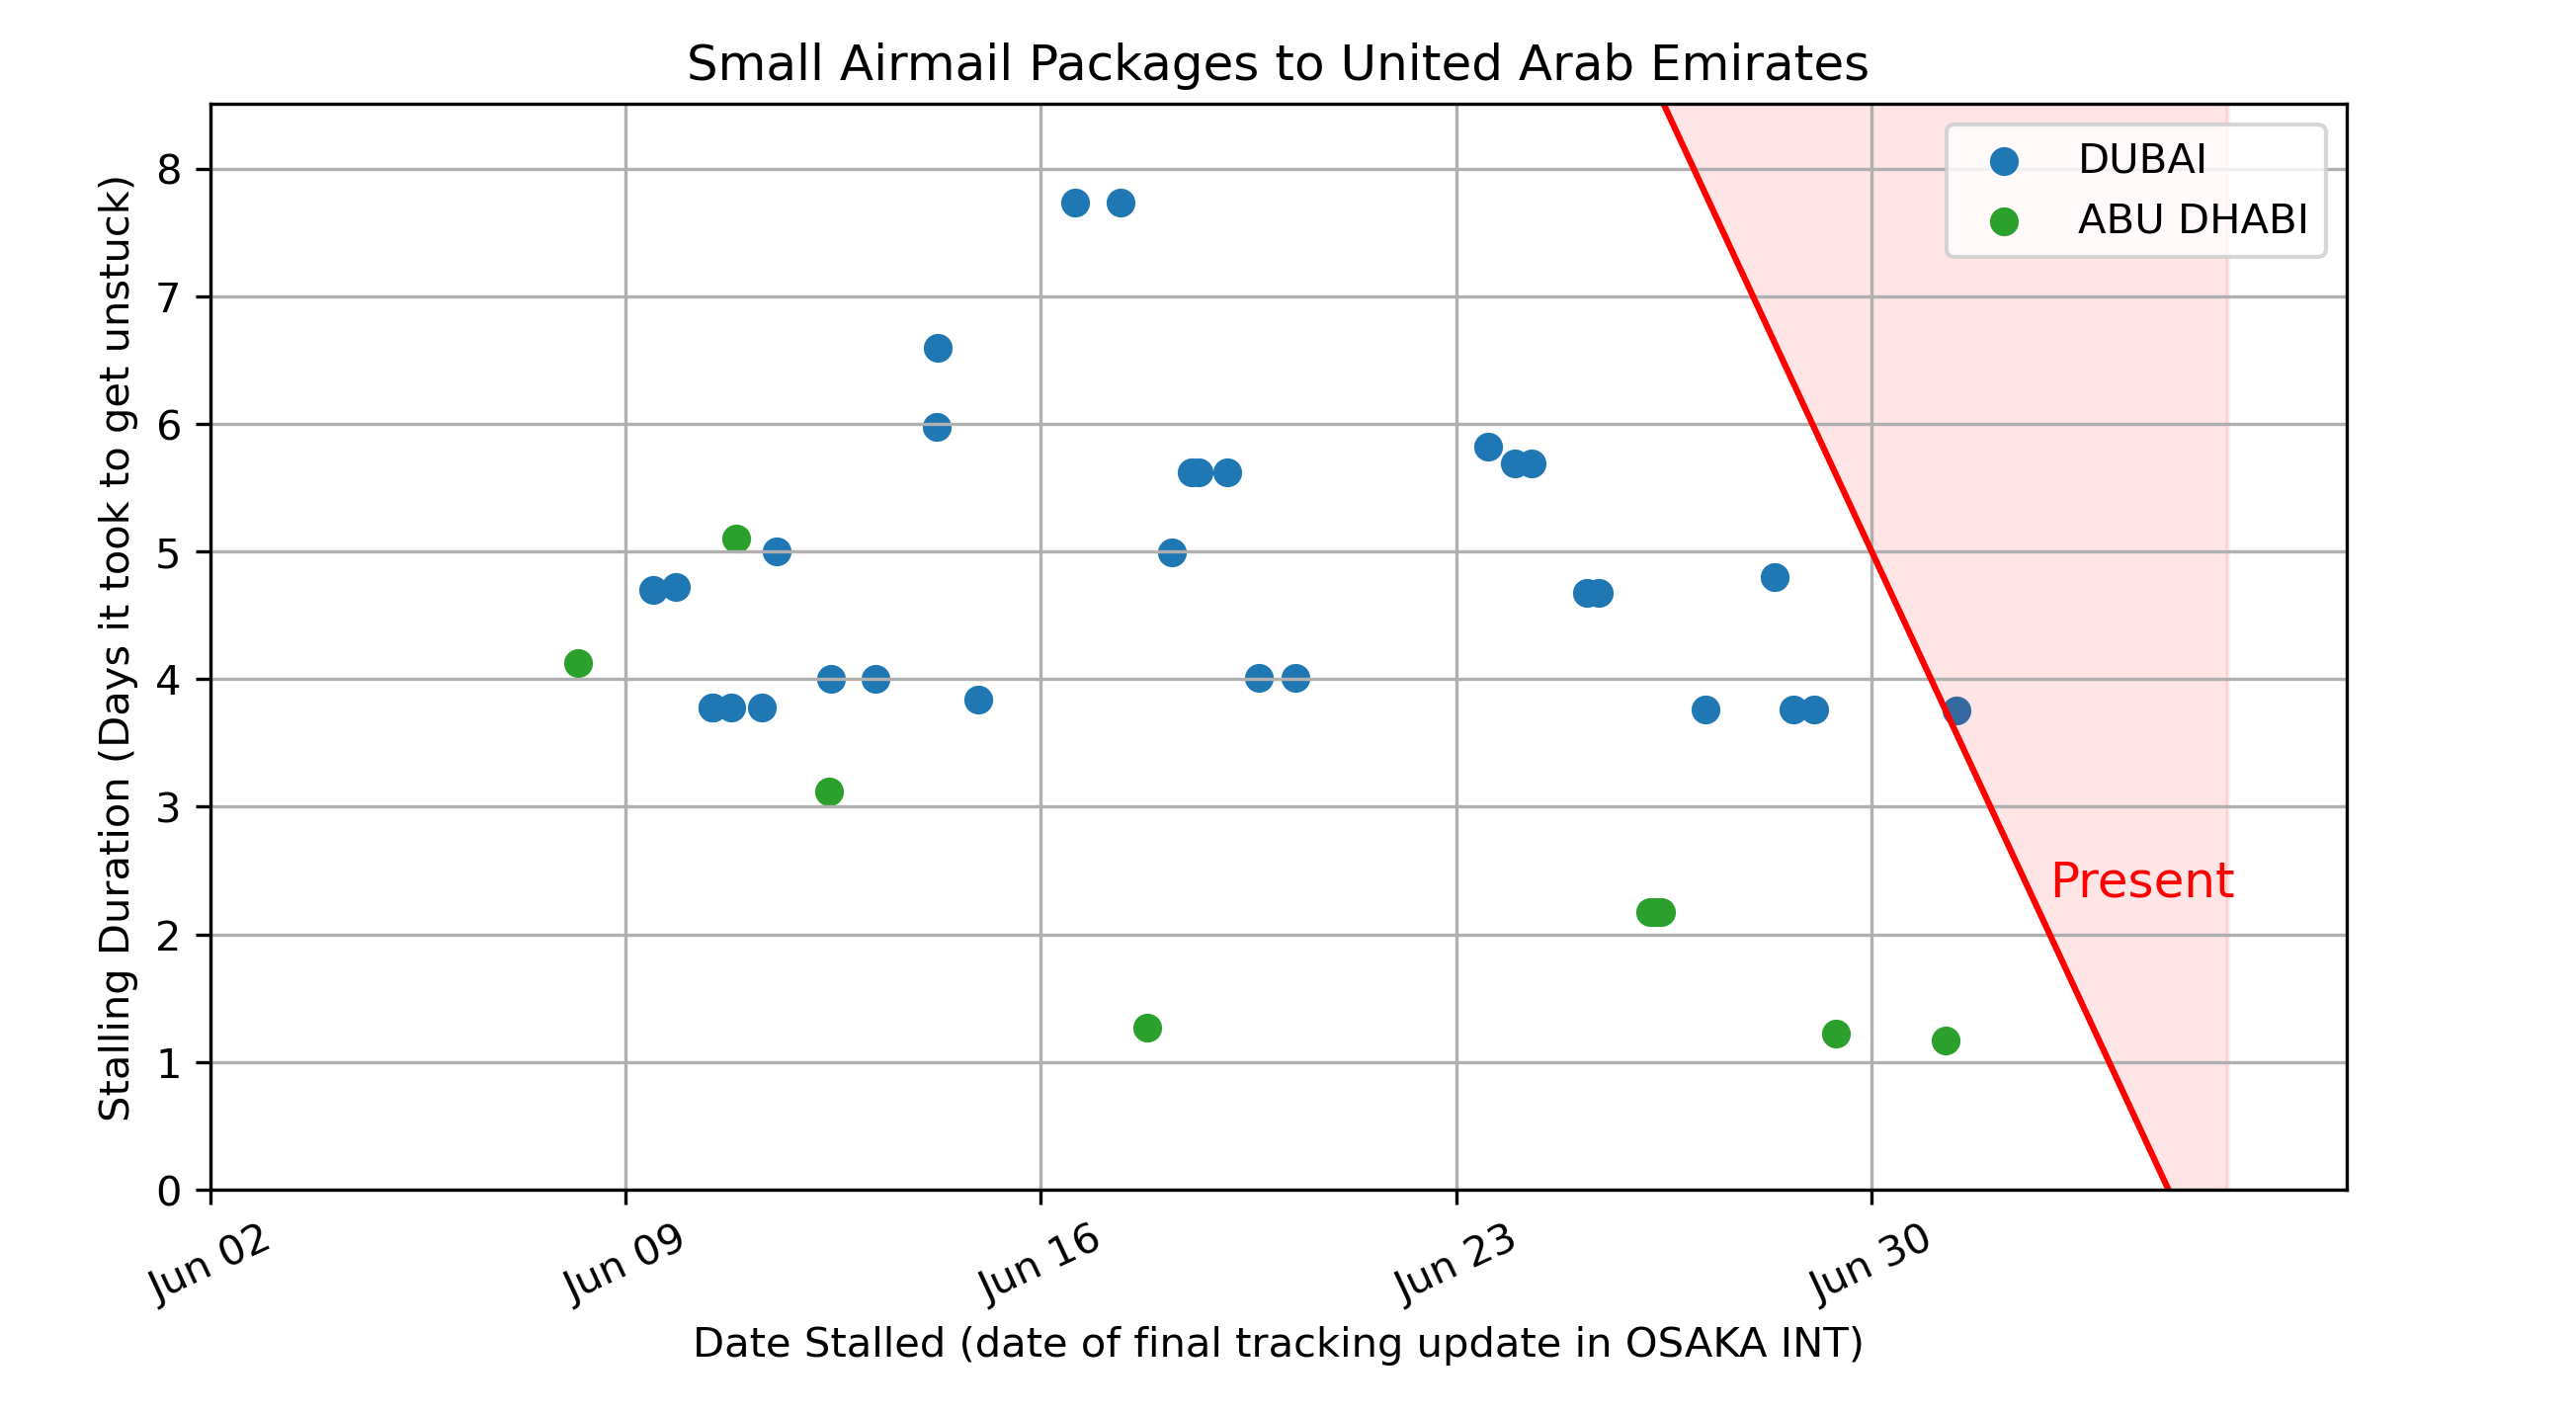 Small Airmail Packages to United Arab Emirates
DUBAI
ABU DHABI
Present
Stalling Duration (Days it took to get unstuck)
8
7
6
5
4
3
2
1
0
Jun 02
Jun 09
Jun 16
Jun 23
Jun 30
Date Stalled (date of final tracking update in OSAKA INT)